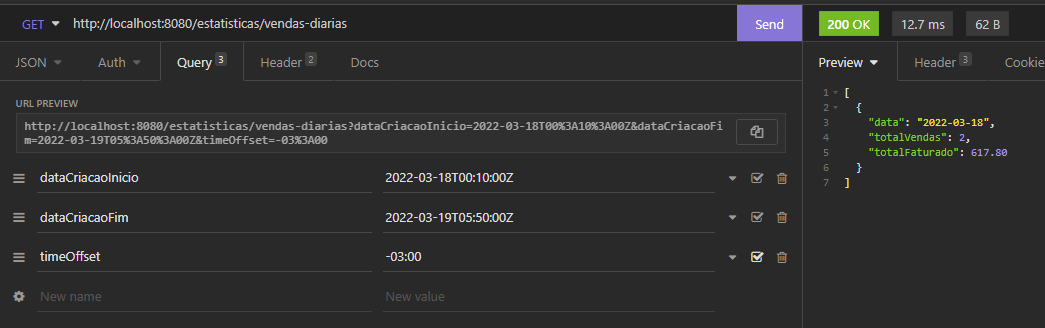 GET http://localhost:8080/estatisticas/vendas-diarias Send 200 OK 12.7 ms 62 B
JSON Auth Query 3 Header 2 Docs Preview Header 3 Cookie
URL PREVIEW
http://localhost:8080/estatisticas/vendas-diarias?dataCriacaoInicio=2022-03-18T00%3A10%3A00Z&dataCriacaoFi
m=2022-03-19T05%3A50%3A00Z&timeOffset=-03%3A00
dataCriacaoInicio 2022-03-18T00:10:00Z
dataCriacaoFim 2022-03-19T05:50:00Z
timeOffset -03:00
New name New value
1 [
2 {
3 "data": "2022-03-18",
4 "totalVendas": 2,
5 "totalFaturado": 617.80
6 }
7 ]